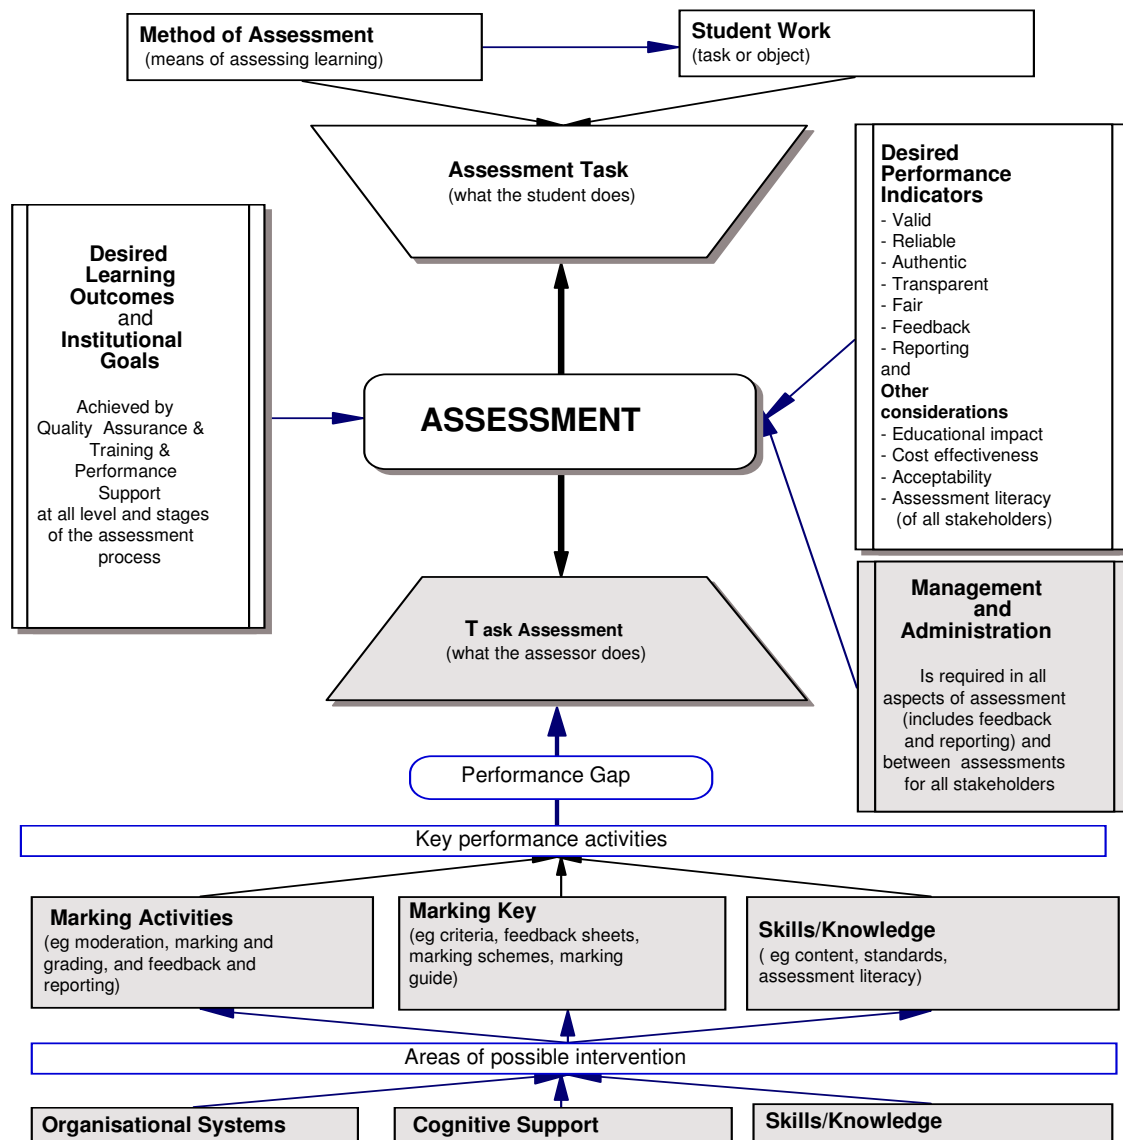 Method of Assessment
(means of assessing learning)
Student Work
(task or object)
Assessment Task
(what the student does)
Desired
Performance
Indicators
- Valid
- Reliable
- Authentic
- Transparent
- Fair
- Feedback
- Reporting
and
Other
considerations
- Educational impact
- Cost effectiveness
- Acceptability
- Assessment literacy
(of all stakeholders)
Desired
Learning
Outcomes
and
Institutional
Goals
Achieved by
Quality Assurance &
Training &
Performance
Support
at all level and stages
of the assessment
process
ASSESSMENT
Task Assessment
(what the assessor does)
Management
and
Administration
Is required in all
aspects of assessment
(includes feedback
and reporting) and
between assessments
for all stakeholders
Performance Gap
Key performance activities
Marking Activities
(eg moderation, marking and
grading, and feedback and
reporting)
Marking Key
(eg criteria, feedback sheets,
marking schemes, marking
guide)
Skills/Knowledge
( eg content, standards,
assessment literacy)
Areas of possible intervention
Organisational Systems
Cognitive Support
Skills/Knowledge